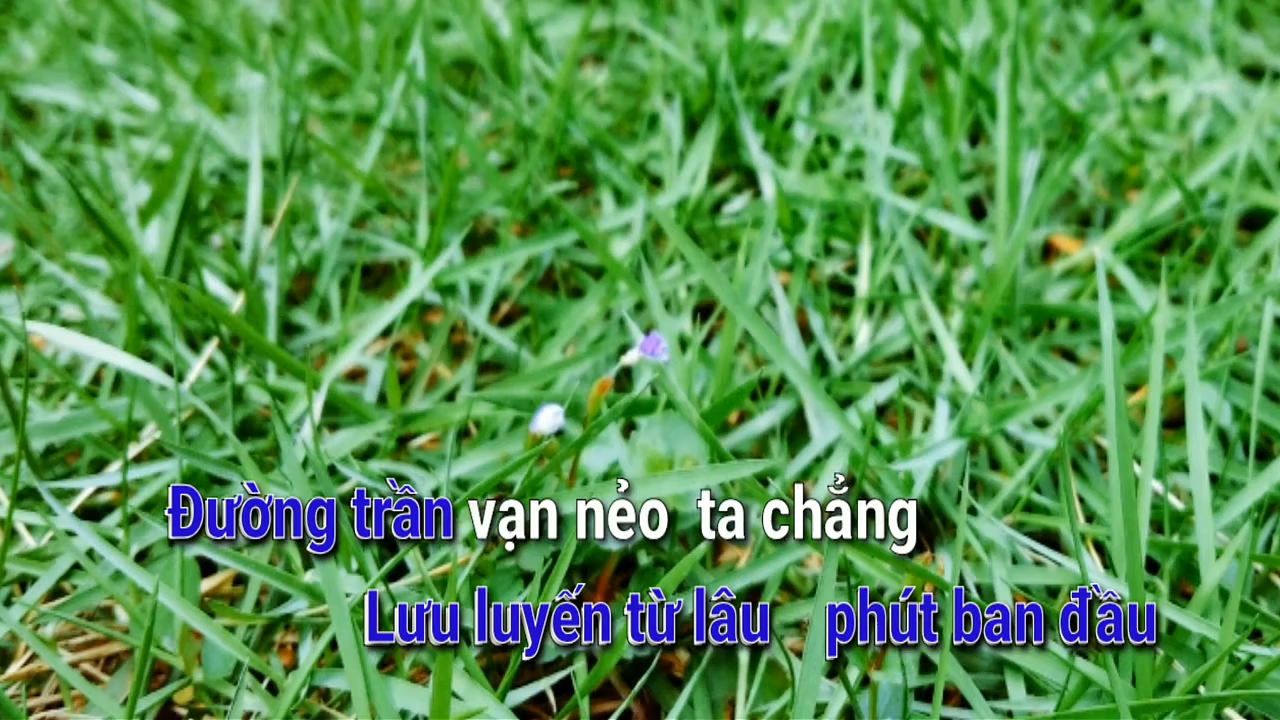 Đường trần vạn nẻo ta chẳng
Lưu luyến từ lâu phút ban đầu